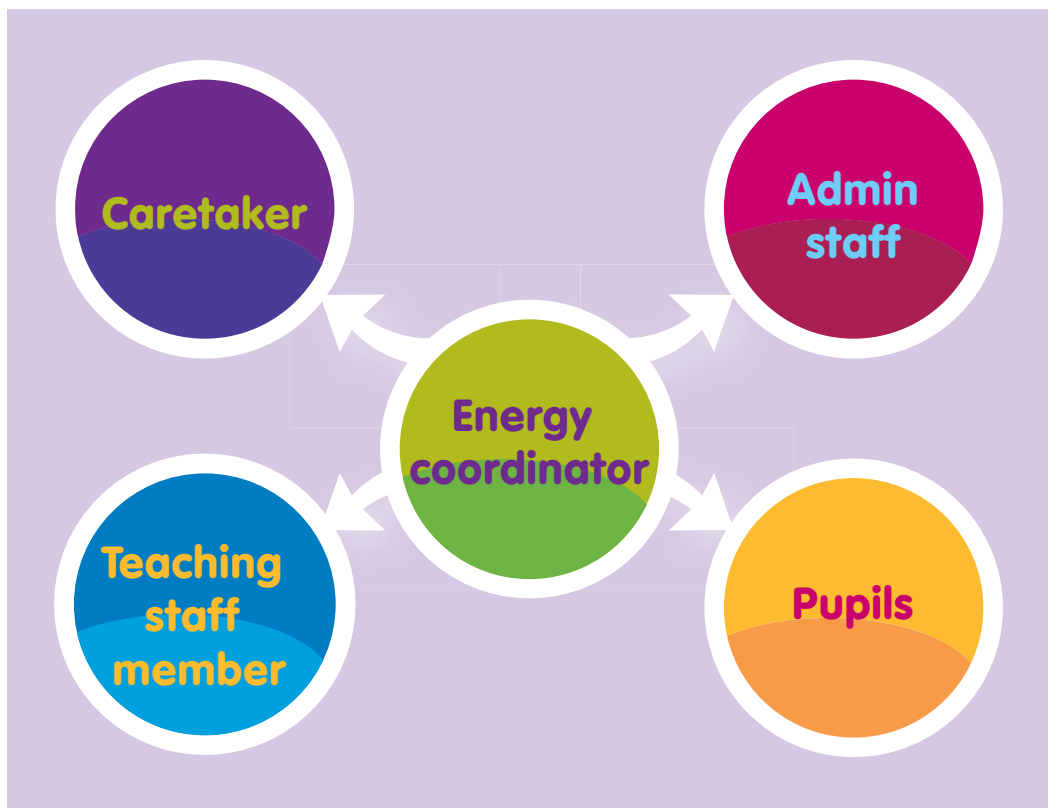 Caretaker
Admin
staff
Energy
coordinator
Teaching
staff
member
Pupils